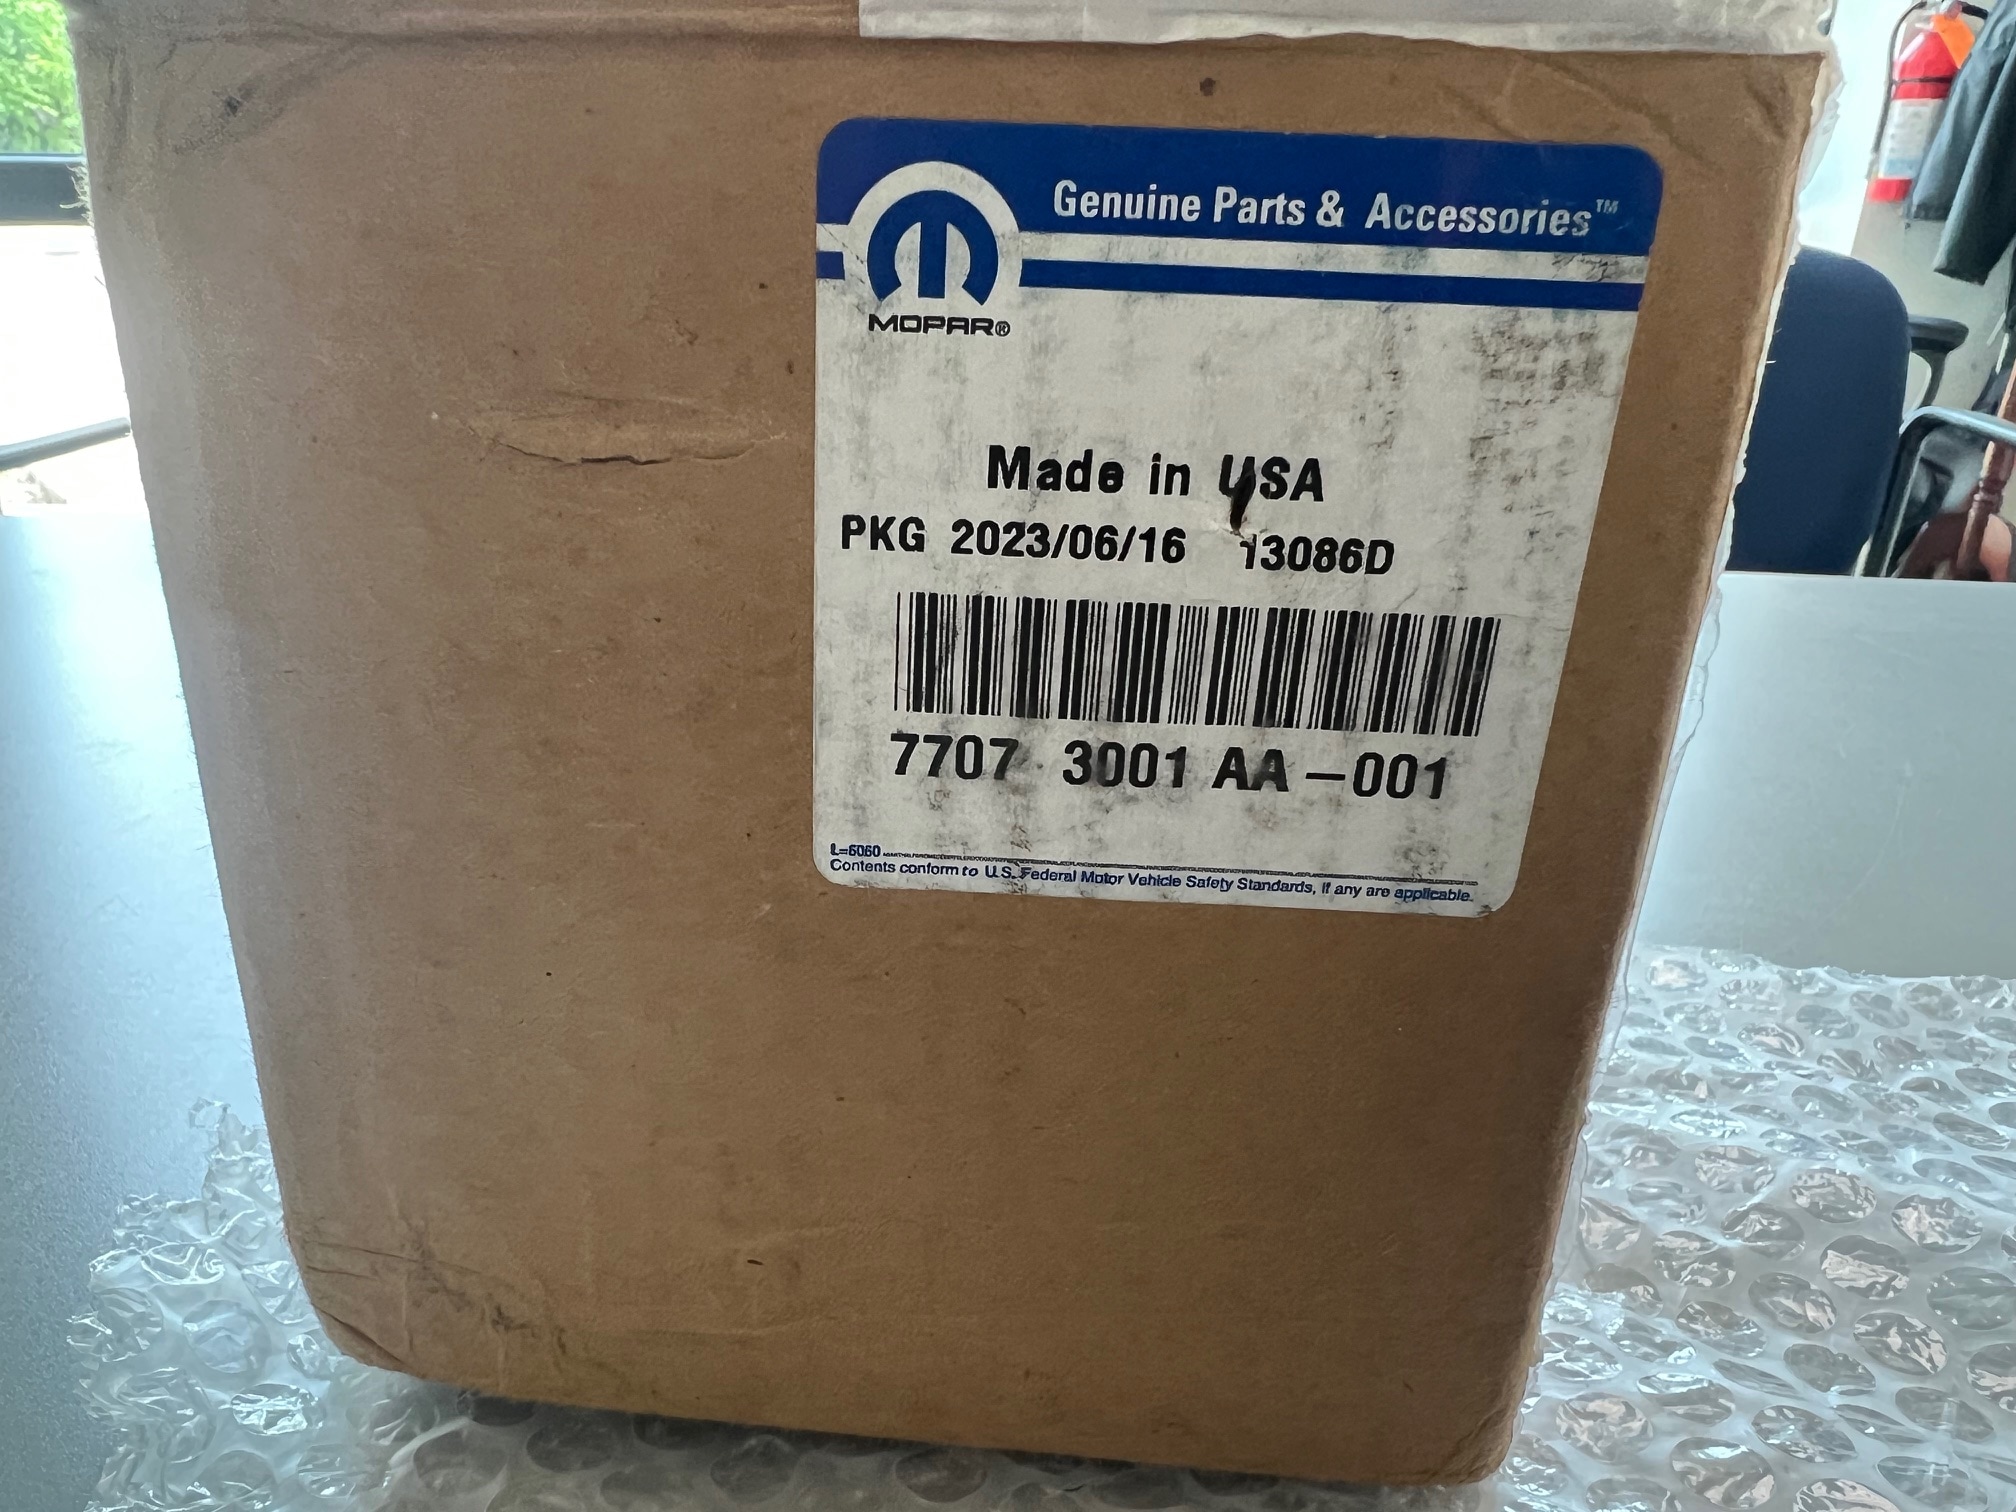 Genuine Parts & Accessories™
MOPAR®
Made in USA
PKG 2023/06/16 13086D
7707 3001 AA-001
L=6060
Contents conform to U.S. Federal Motor Vehicle Safety Standards, if any are applicable.